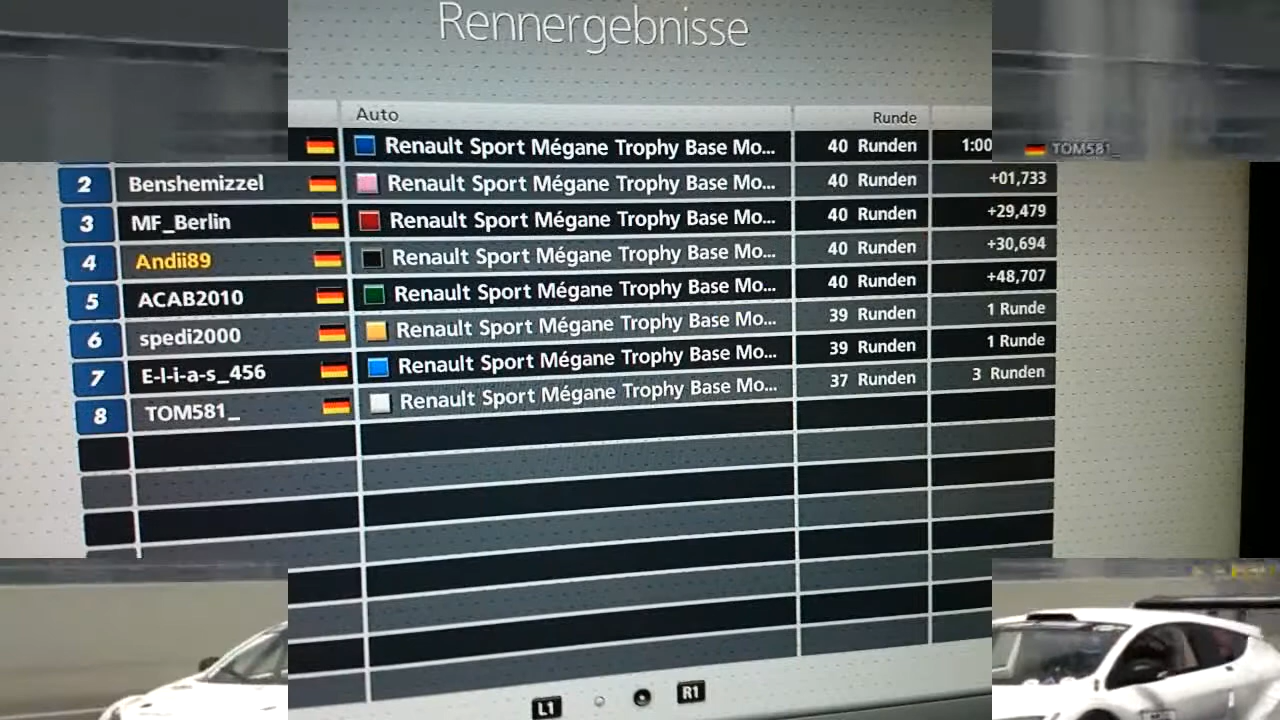 Rennergebnisse
Auto Runde
Renault Sport Mégane Trophy Base Mo... 40 Runden 1:00
TOM581_
2 Benshemizzel Renault Sport Mégane Trophy Base Mo... 40 Runden +01,733
3 MF_Berlin Renault Sport Mégane Trophy Base Mo... 40 Runden +29,479
4 Andii89 Renault Sport Mégane Trophy Base Mo... 40 Runden +30,694
5 ACAB2010 Renault Sport Mégane Trophy Base Mo... 40 Runden +48,707
6 spedi2000 Renault Sport Mégane Trophy Base Mo... 39 Runden 1 Runde
7 E-l-i-a-s_456 Renault Sport Mégane Trophy Base Mo... 39 Runden 1 Runde
8 TOM581_ Renault Sport Mégane Trophy Base Mo... 37 Runden 3 Runden
L1 R1